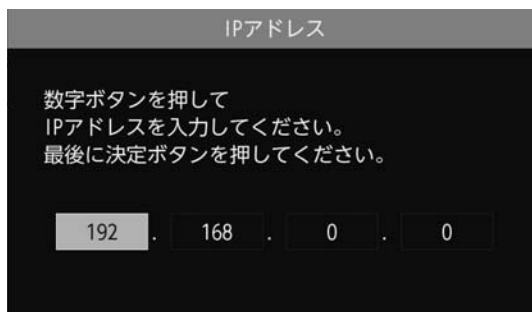 IPアドレス
数字ボタンを押して
IPアドレスを入力してください。
最後に決定ボタンを押してください。
192 . 168 . 0 . 0